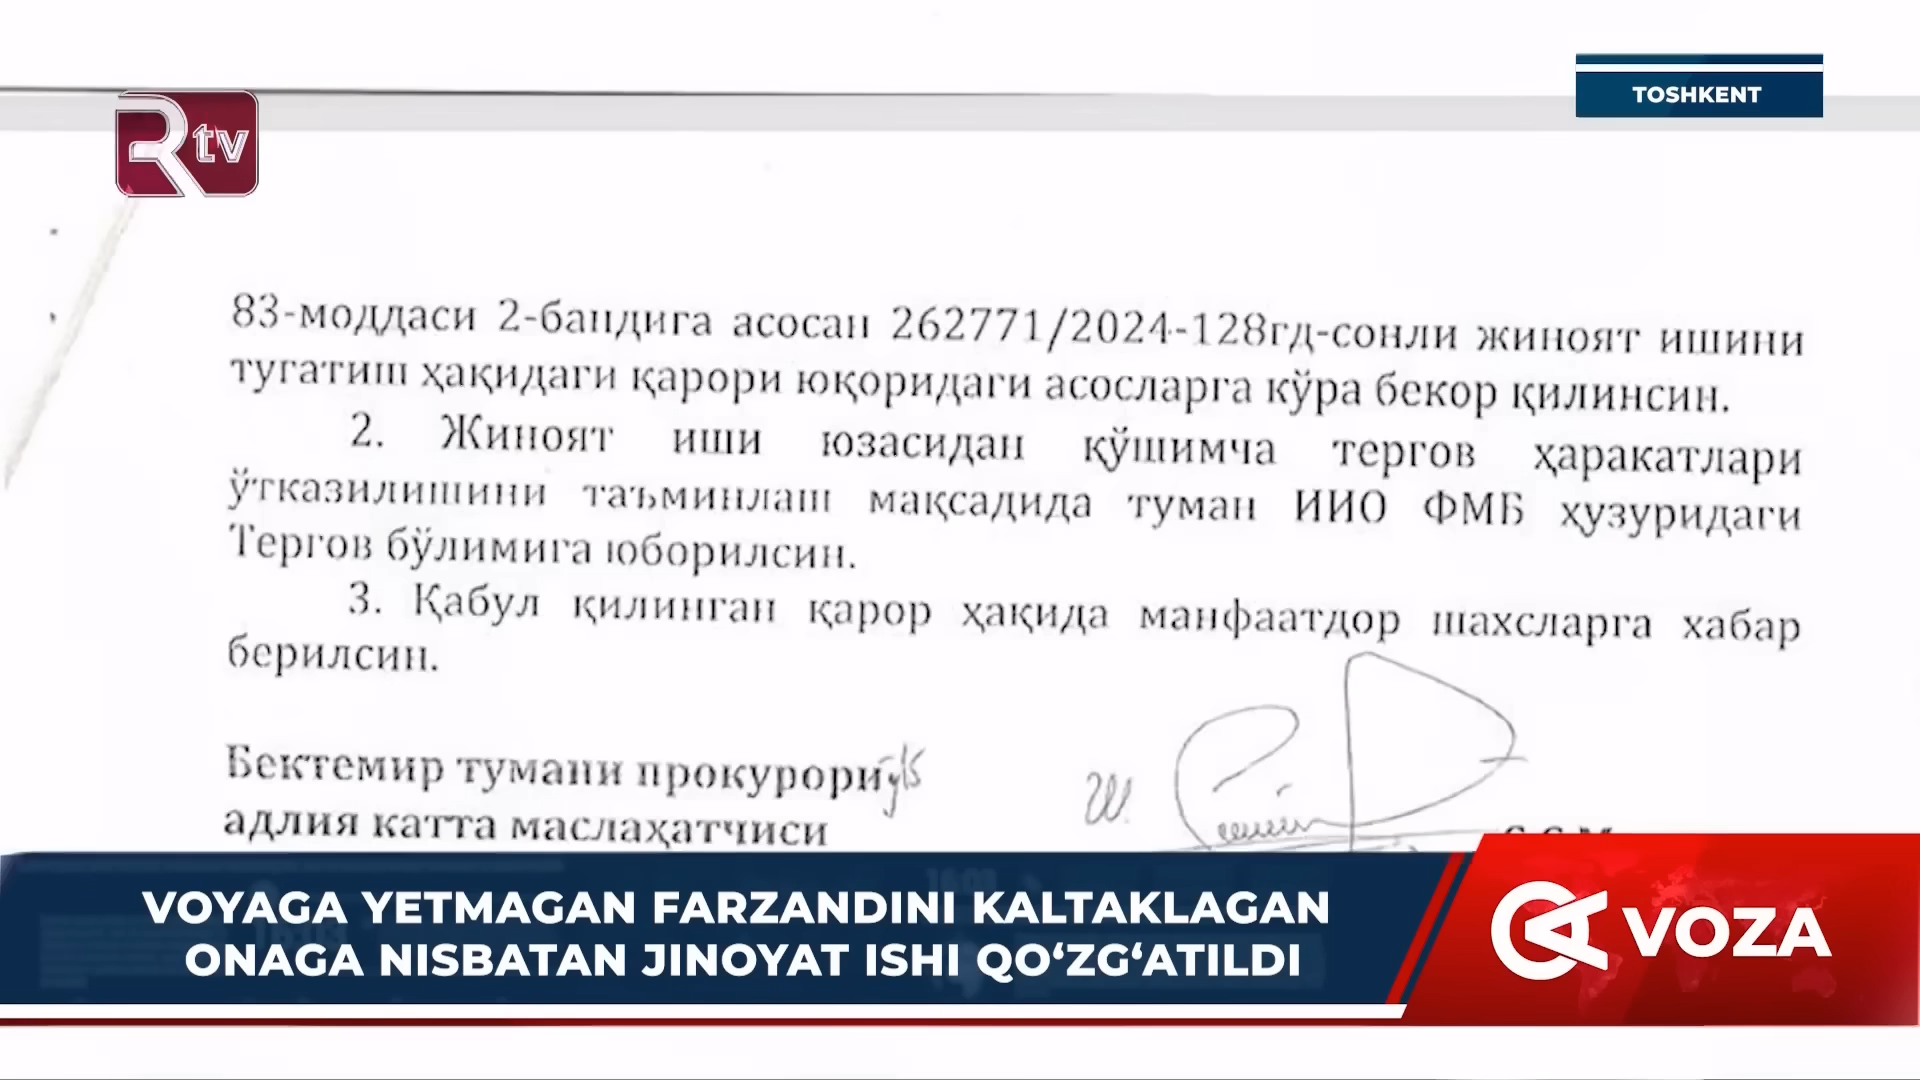 TOSHKENT
Rtv
83-моддаси 2-бандига асосан 262771/2024-128гд-сонли жиноят ишини
тугатиш ҳақидаги қарори юқоридаги асосларга кўра бекор қилинсин.
2. Жиноят иши юзасидан қўшимча тергов ҳаракатлари
ўтказилишини таъминлаш мақсадида туман ИИО ФМБ ҳузуридаги
Тергов бўлимига юборилсин.
3. Қабул қилинган қарор ҳақида манфаатдор шахсларга хабар
берилсин.
Бектемир тумани прокурори
адлия катта маслаҳатчиси
VOYAGA YETMAGAN FARZANDINI KALTAKLAGAN
ONAGA NISBATAN JINOYAT ISHI QO‘ZG‘ATILDI
VOZA